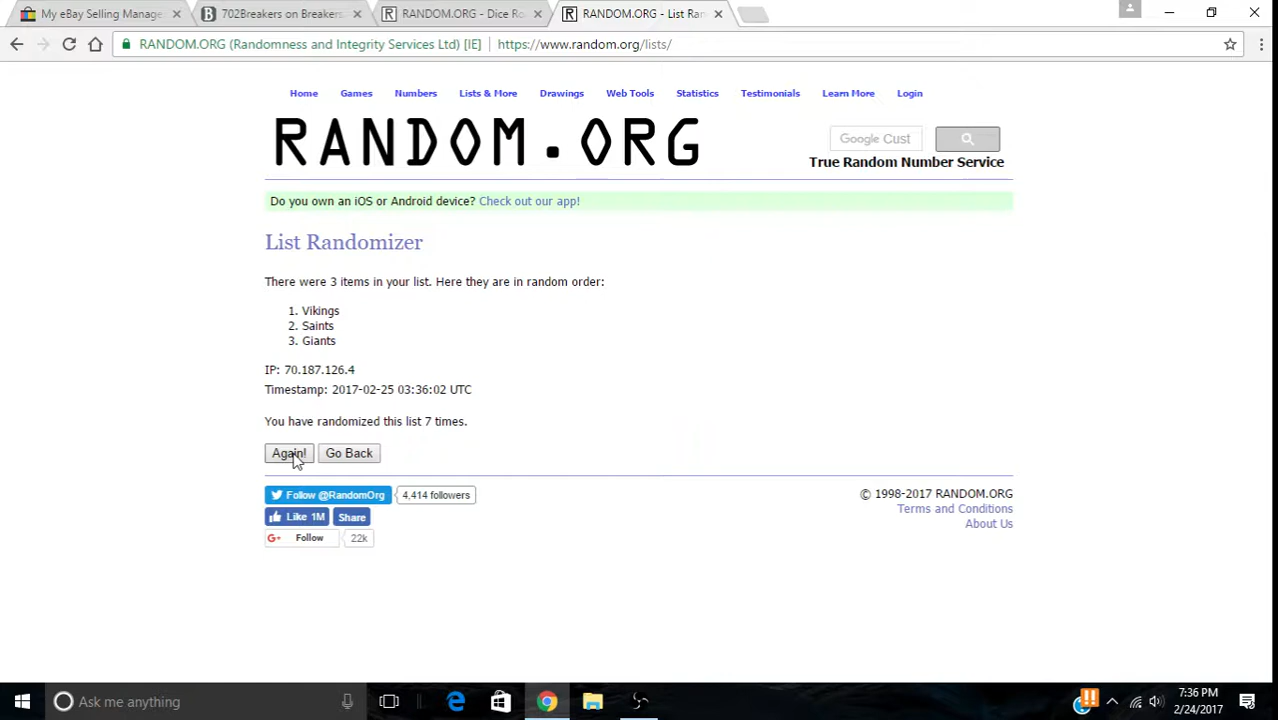 My eBay Selling Manage
702Breakers on Breakers.
RANDOM.ORG - Dice Ro
RANDOM.ORG - List Ran
RANDOM.ORG (Randomness and Integrity Services Ltd) [IE] https://www.random.org/lists/
Home Games Numbers Lists & More Drawings Web Tools Statistics Testimonials Learn More Login
RANDOM.ORG
Google Cust
True Random Number Service
Do you own an iOS or Android device? Check out our app!
List Randomizer
There were 3 items in your list. Here they are in random order:
1. Vikings
2. Saints
3. Giants
IP: 70.187.126.4
Timestamp: 2017-02-25 03:36:02 UTC
You have randomized this list 7 times.
Again! Go Back
Follow @RandomOrg 4,414 followers
© 1998-2017 RANDOM.ORG
Like 1M Share
Terms and Conditions
About Us
G+ Follow 22k
Ask me anything
7:36 PM
2/24/2017